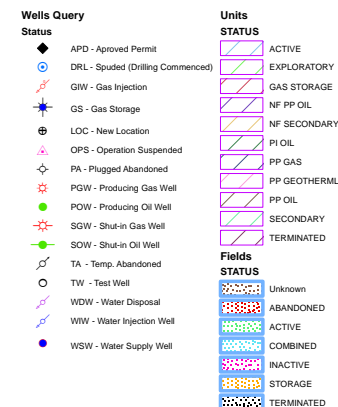 Wells Query
Status
APD - Aproved Permit
DRL - Spuded (Drilling Commenced)
GIW - Gas Injection
GS - Gas Storage
LOC - New Location
OPS - Operation Suspended
PA - Plugged Abandoned
PGW - Producing Gas Well
POW - Producing Oil Well
SGW - Shut-in Gas Well
SOW - Shut-in Oil Well
TA - Temp. Abandoned
TW - Test Well
WDW - Water Disposal
WIW - Water Injection Well
WSW - Water Supply Well
Units
STATUS
ACTIVE
EXPLORATORY
GAS STORAGE
NF PP OIL
NF SECONDARY
PI OIL
PP GAS
PP GEOTHERML
PP OIL
SECONDARY
TERMINATED
Fields
STATUS
Unknown
ABANDONED
ACTIVE
COMBINED
INACTIVE
STORAGE
TERMINATED